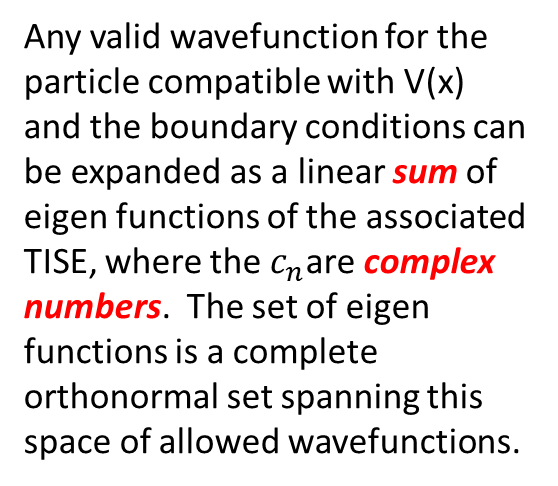 Any valid wavefunction for the
particle compatible with V(x)
and the boundary conditions can
be expanded as a linear sum of
eigen functions of the associated
TISE, where the cₙ are complex
numbers. The set of eigen
functions is a complete
orthonormal set spanning this
space of allowed wavefunctions.